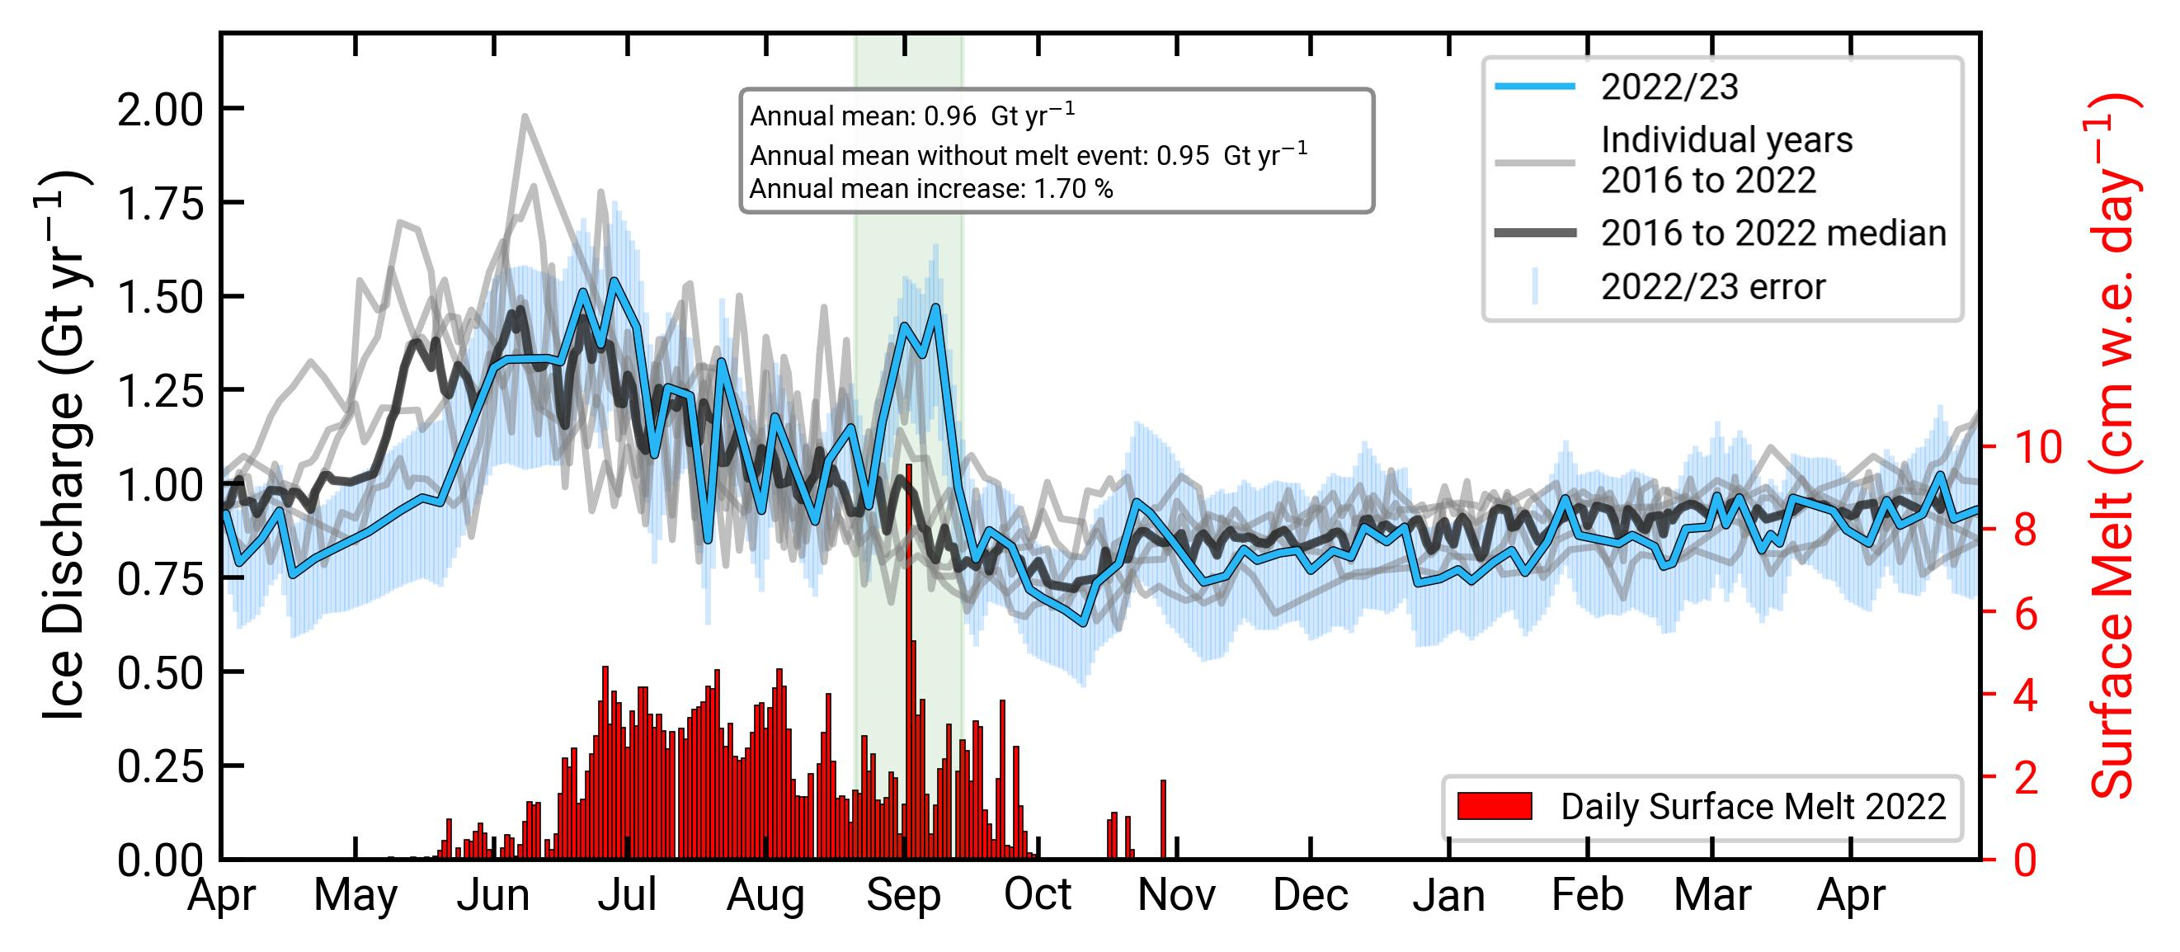 Annual mean: 0.96 Gt yr⁻¹
Annual mean without melt event: 0.95 Gt yr⁻¹
Annual mean increase: 1.70 %
2022/23
Individual years
2016 to 2022
2016 to 2022 median
2022/23 error
Ice Discharge (Gt yr⁻¹)
2.00
1.75
1.50
1.25
1.00
0.75
0.50
0.25
0.00
Surface Melt (cm w.e. day⁻¹)
10
8
6
4
2
0
Daily Surface Melt 2022
Apr May Jun Jul Aug Sep Oct Nov Dec Jan Feb Mar Apr